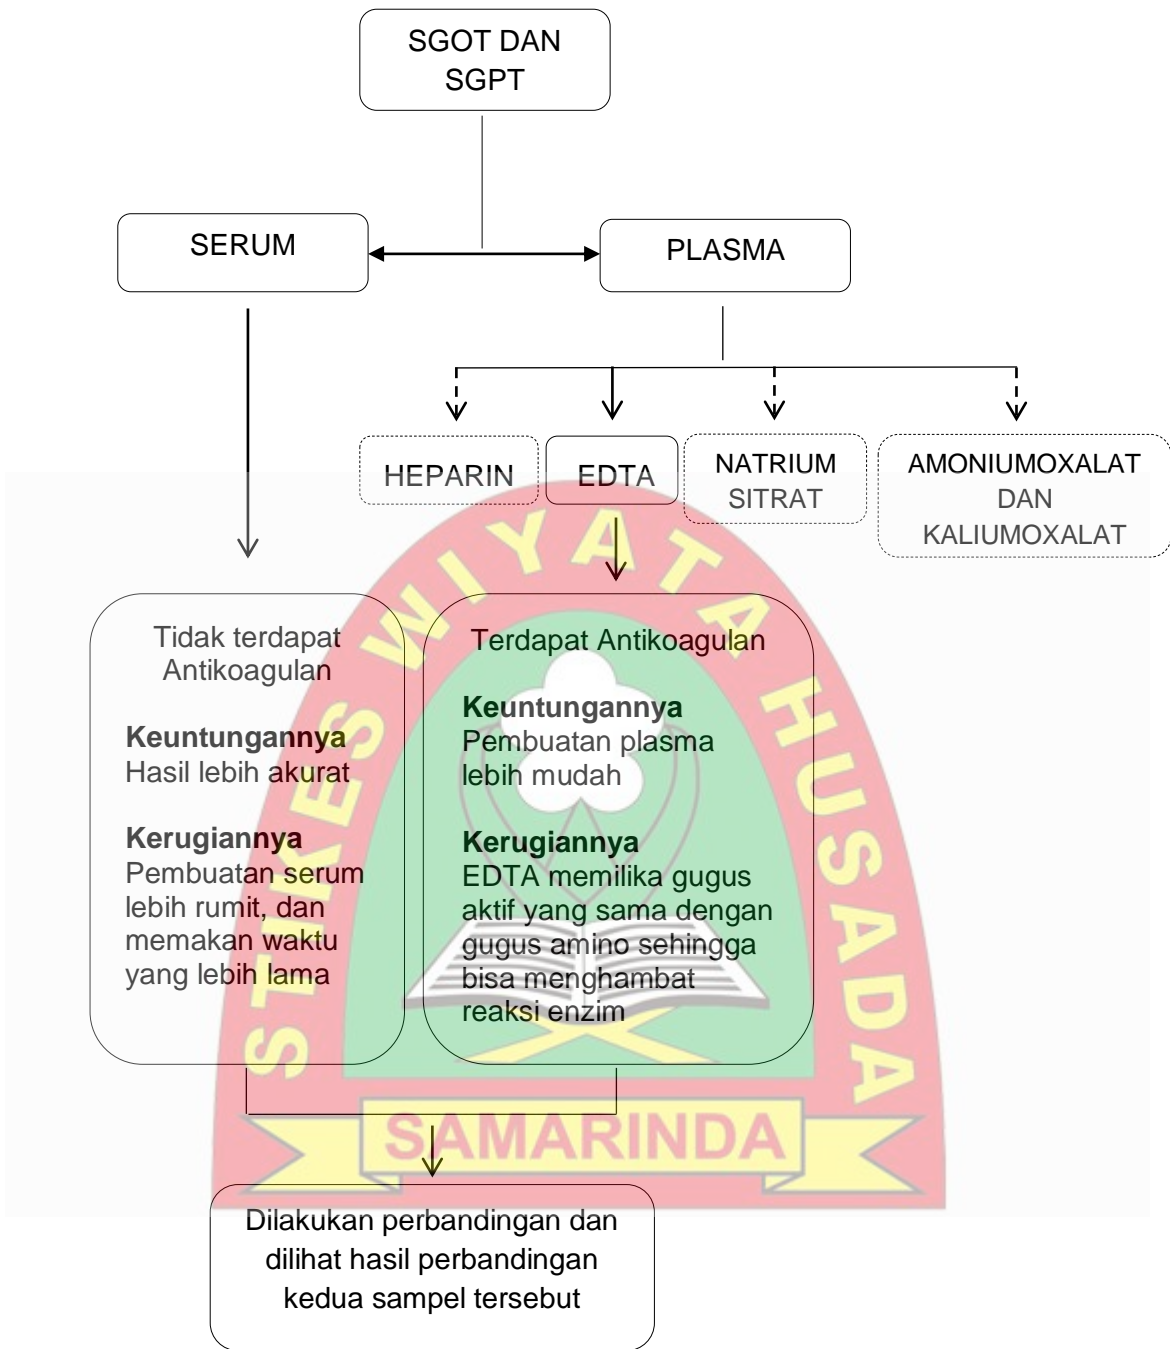 SGOT DAN
SGPT
SERUM
PLASMA
HEPARIN
EDTA
NATRIUM
SITRAT
AMONIUMOXALAT
DAN
KALIUMOXALAT
Tidak terdapat
Antikoagulan
Keuntungannya
Hasil lebih akurat
Kerugiannya
Pembuatan serum
lebih rumit, dan
memakan waktu
yang lebih lama
Terdapat Antikoagulan
Keuntungannya
Pembuatan plasma
lebih mudah
Kerugiannya
EDTA memilika gugus
aktif yang sama dengan
gugus amino sehingga
bisa menghambat
reaksi enzim
Dilakukan perbandingan dan
dilihat hasil perbandingan
kedua sampel tersebut
STIKES WIYATA HUSADA
SAMARINDA